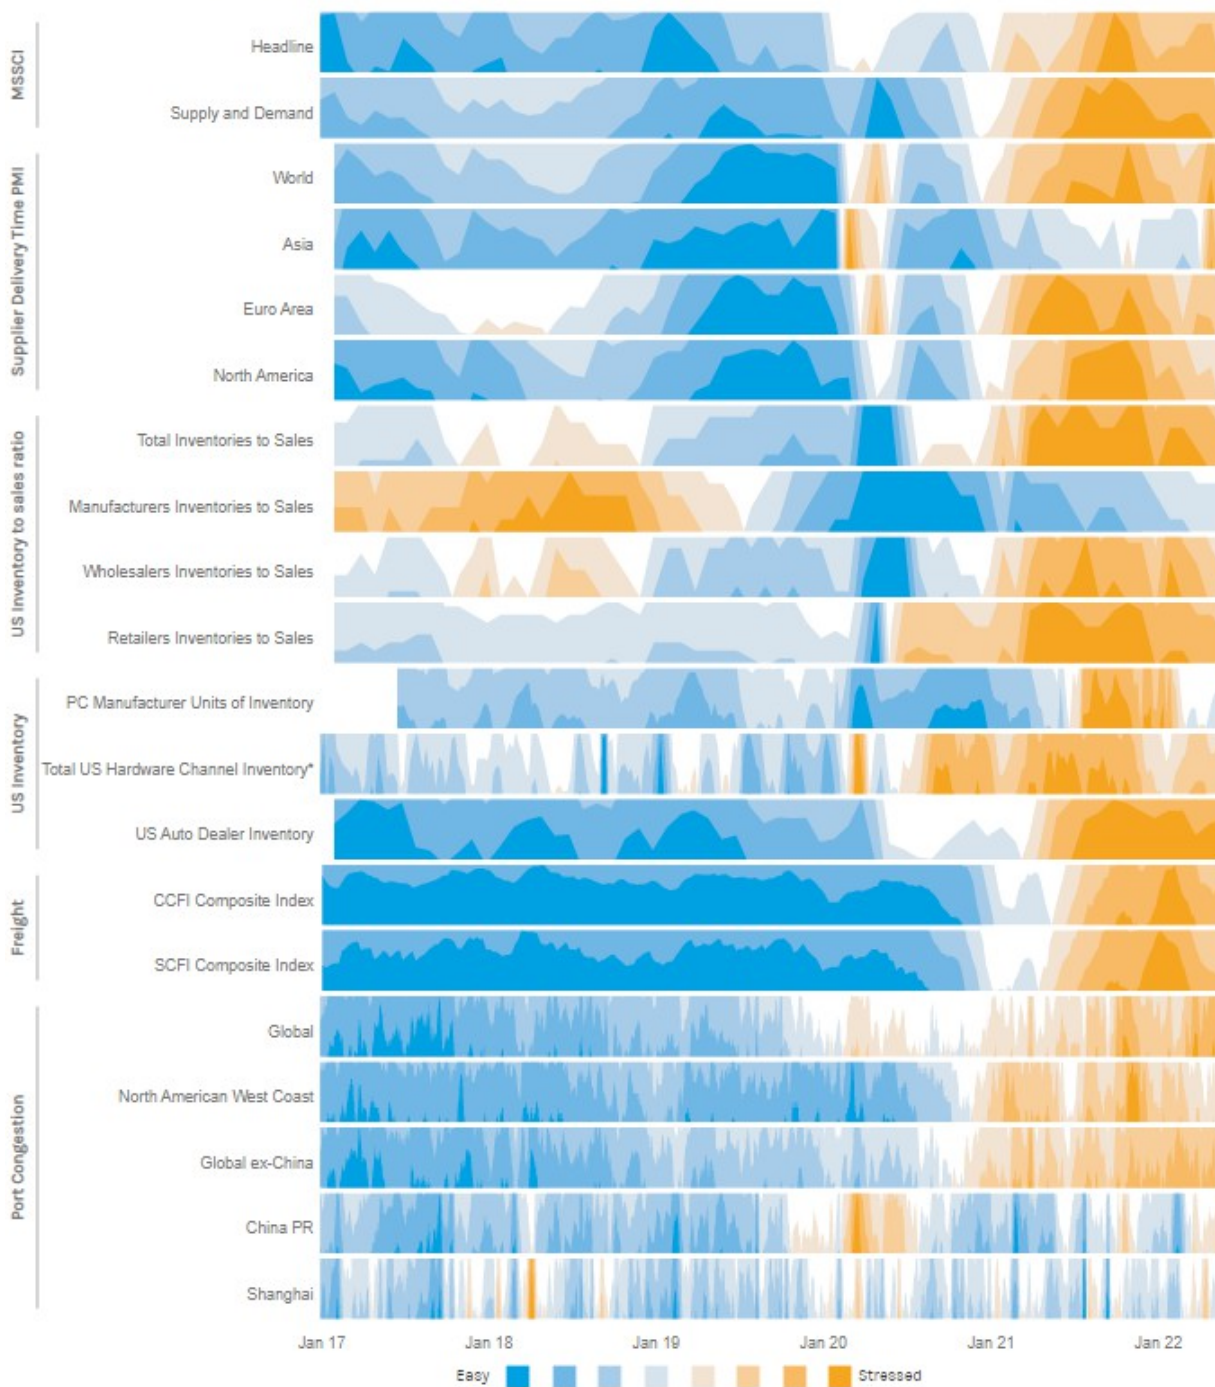 MSSCI
Headline
Supply and Demand
Supplier Delivery Time PMI
World
Asia
Euro Area
North America
US Inventory to sales ratio
Total Inventories to Sales
Manufacturers Inventories to Sales
Wholesalers Inventories to Sales
Retailers Inventories to Sales
US Inventory
PC Manufacturer Units of Inventory
Total US Hardware Channel Inventory*
US Auto Dealer Inventory
Freight
CCFI Composite Index
SCFI Composite Index
Port Congestion
Global
North American West Coast
Global ex-China
China PR
Shanghai
Jan 17 Jan 18 Jan 19 Jan 20 Jan 21 Jan 22
Easy Stressed